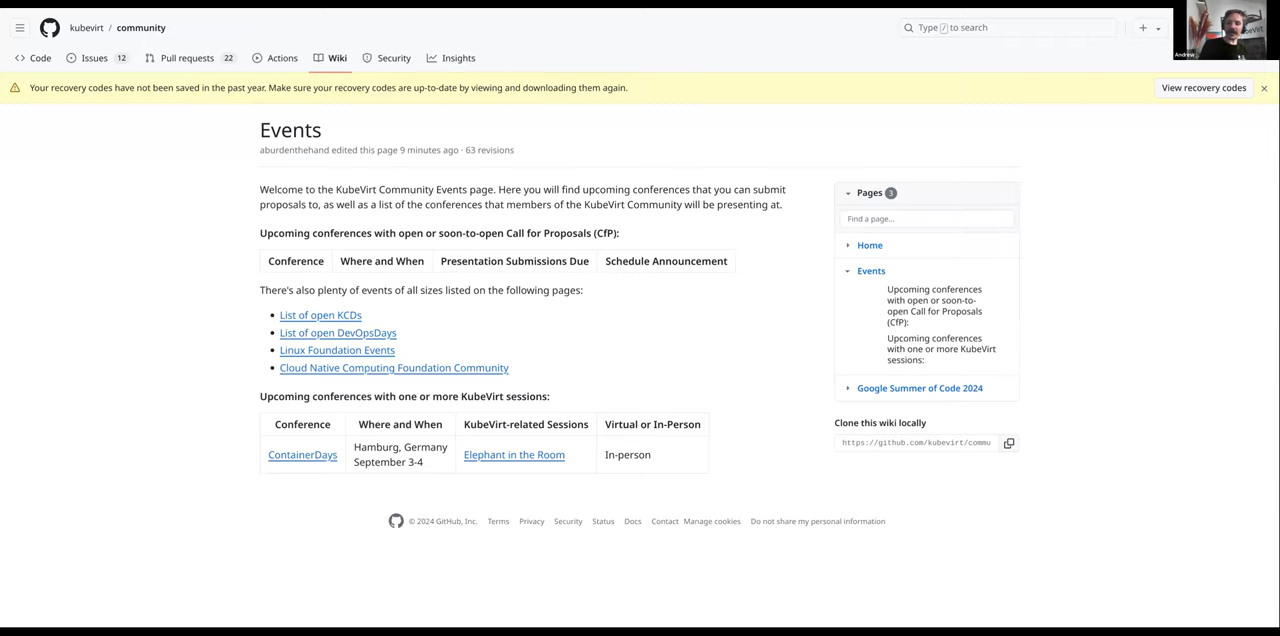 kubevirt / community
Type / to search
Andrew
Code
Issues 12
Pull requests 22
Actions
Wiki
Security
Insights
Your recovery codes have not been saved in the past year. Make sure your recovery codes are up-to-date by viewing and downloading them again.
View recovery codes
Events
aburdenthehand edited this page 9 minutes ago · 63 revisions
Welcome to the KubeVirt Community Events page. Here you will find upcoming conferences that you can submit
proposals to, as well as a list of the conferences that members of the KubeVirt Community will be presenting at.
Upcoming conferences with open or soon-to-open Call for Proposals (CfP):
Conference Where and When Presentation Submissions Due Schedule Announcement
There's also plenty of events of all sizes listed on the following pages:
• List of open KCDs
• List of open DevOpsDays
• Linux Foundation Events
• Cloud Native Computing Foundation Community
Upcoming conferences with one or more KubeVirt sessions:
Conference Where and When KubeVirt-related Sessions Virtual or In-Person
ContainerDays
Hamburg, Germany
September 3-4
Elephant in the Room
In-person
Pages 3
Find a page...
Home
Events
Upcoming conferences
with open or soon-to-
open Call for Proposals
(CfP):
Upcoming conferences
with one or more KubeVirt
sessions:
Google Summer of Code 2024
Clone this wiki locally
https://github.com/kubevirt/commu
© 2024 GitHub, Inc. Terms Privacy Security Status Docs Contact Manage cookies Do not share my personal information